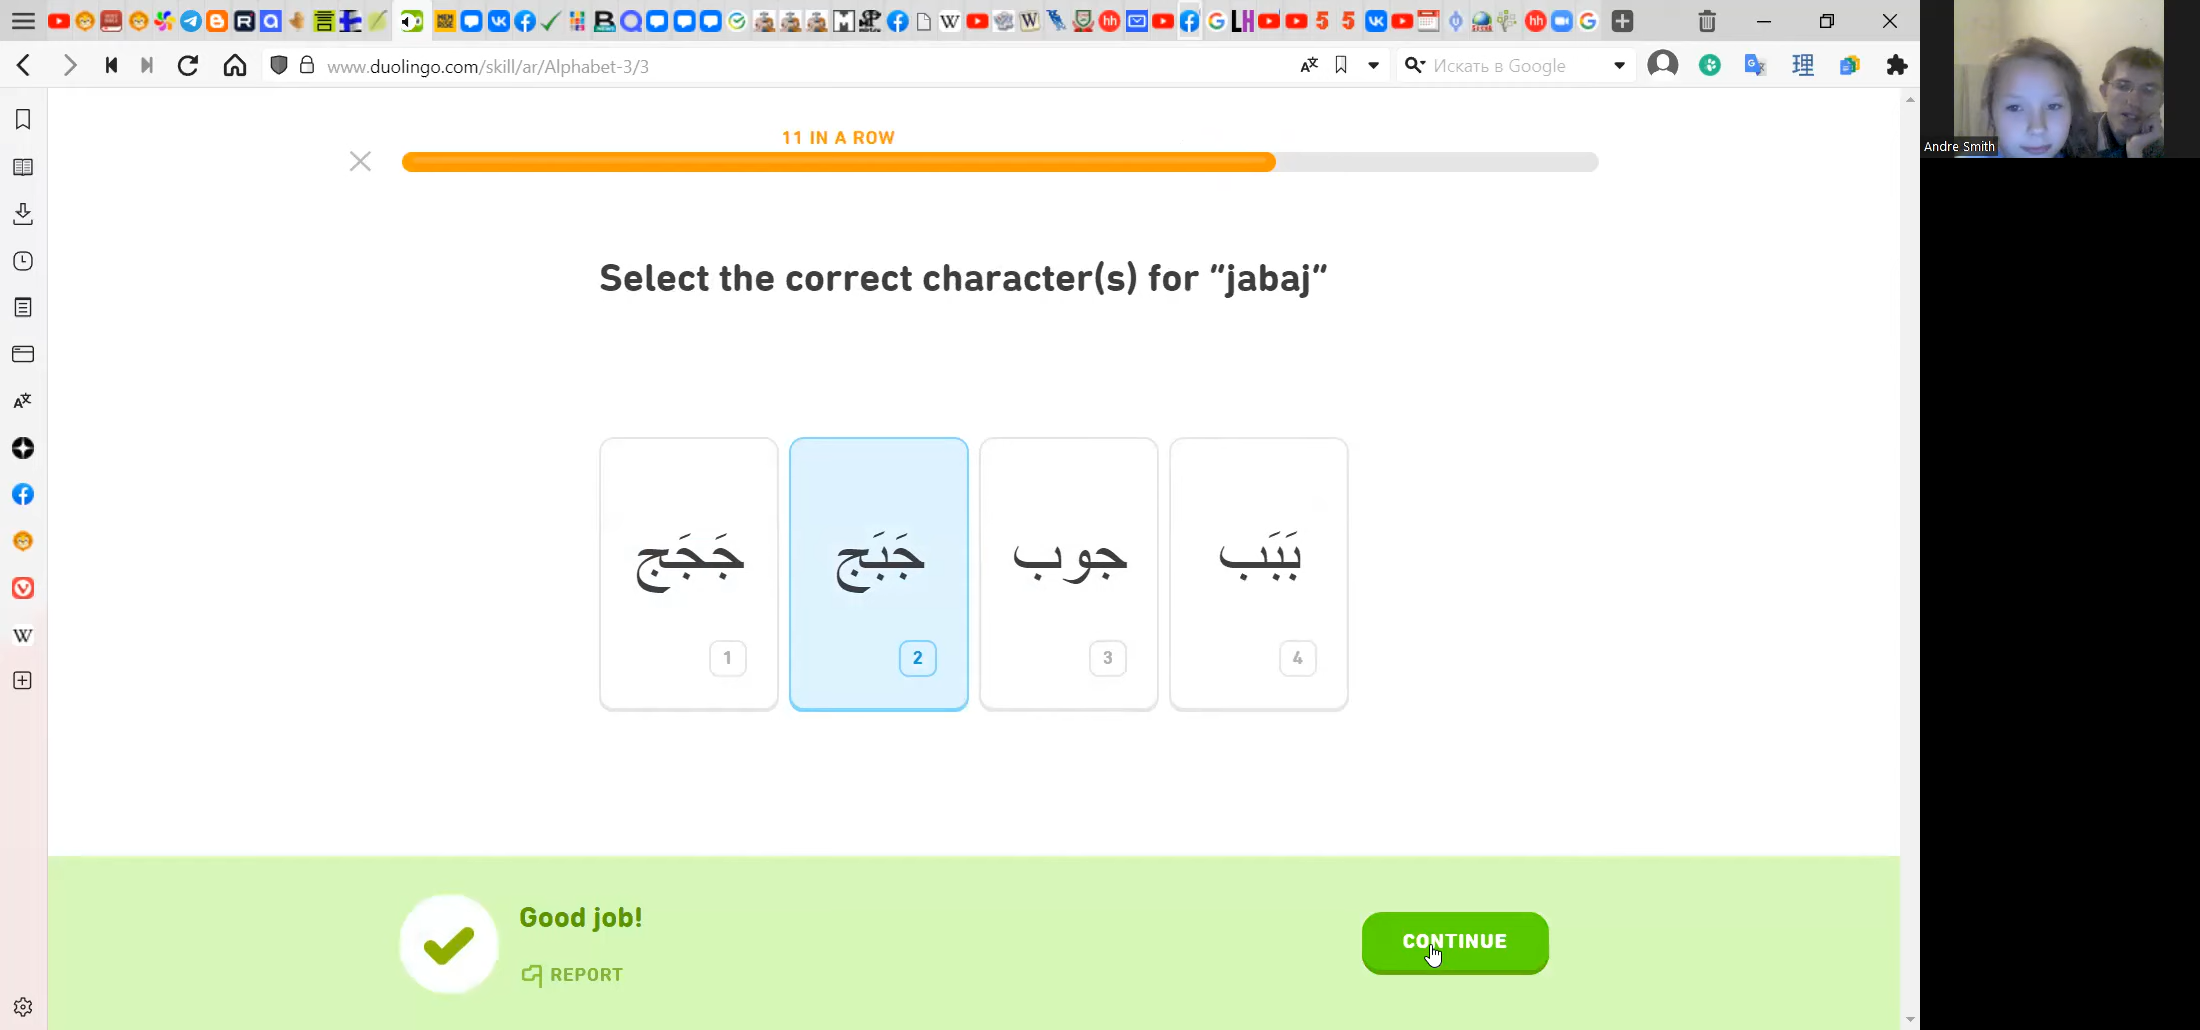 www.duolingo.com/skill/ar/Alphabet-3/3
Искать в Google
Andre Smith
11 IN A ROW
Select the correct character(s) for “jabaj”
جَجَج
1
جَبَج
2
جوب
3
بَبَب
4
Good job!
REPORT
CONTINUE